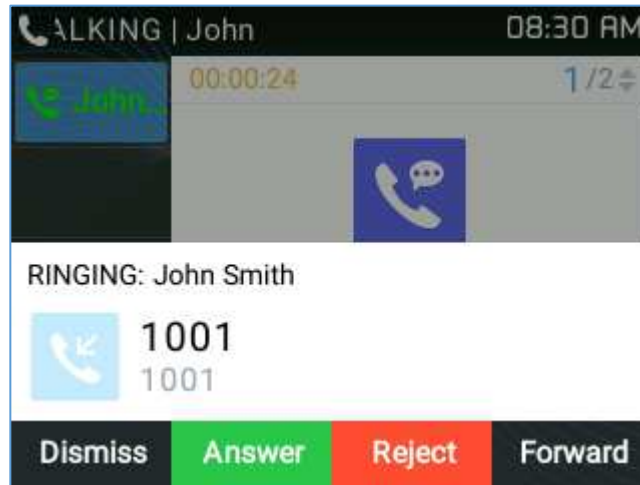 ALKING | John 08:30 AM
John... 00:00:24 1/2
RINGING: John Smith
1001
1001
Dismiss Answer Reject Forward